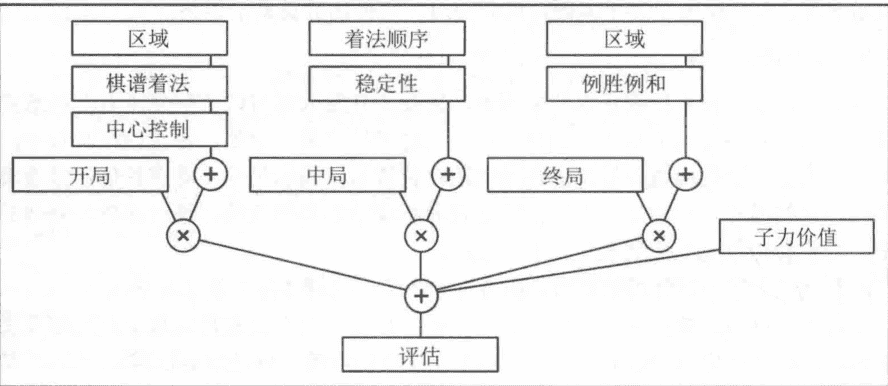 区域 着法顺序 区域
棋谱着法 稳定性 例胜例和
中心控制
开局 + 中局 + 终局 +
× × × 子力价值
+
评估